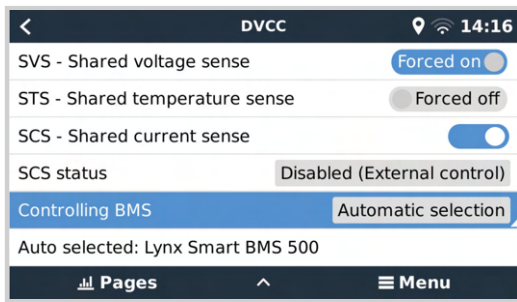 DVCC 14:16
SVS - Shared voltage sense Forced on
STS - Shared temperature sense Forced off
SCS - Shared current sense
SCS status Disabled (External control)
Controlling BMS Automatic selection
Auto selected: Lynx Smart BMS 500
Pages Menu